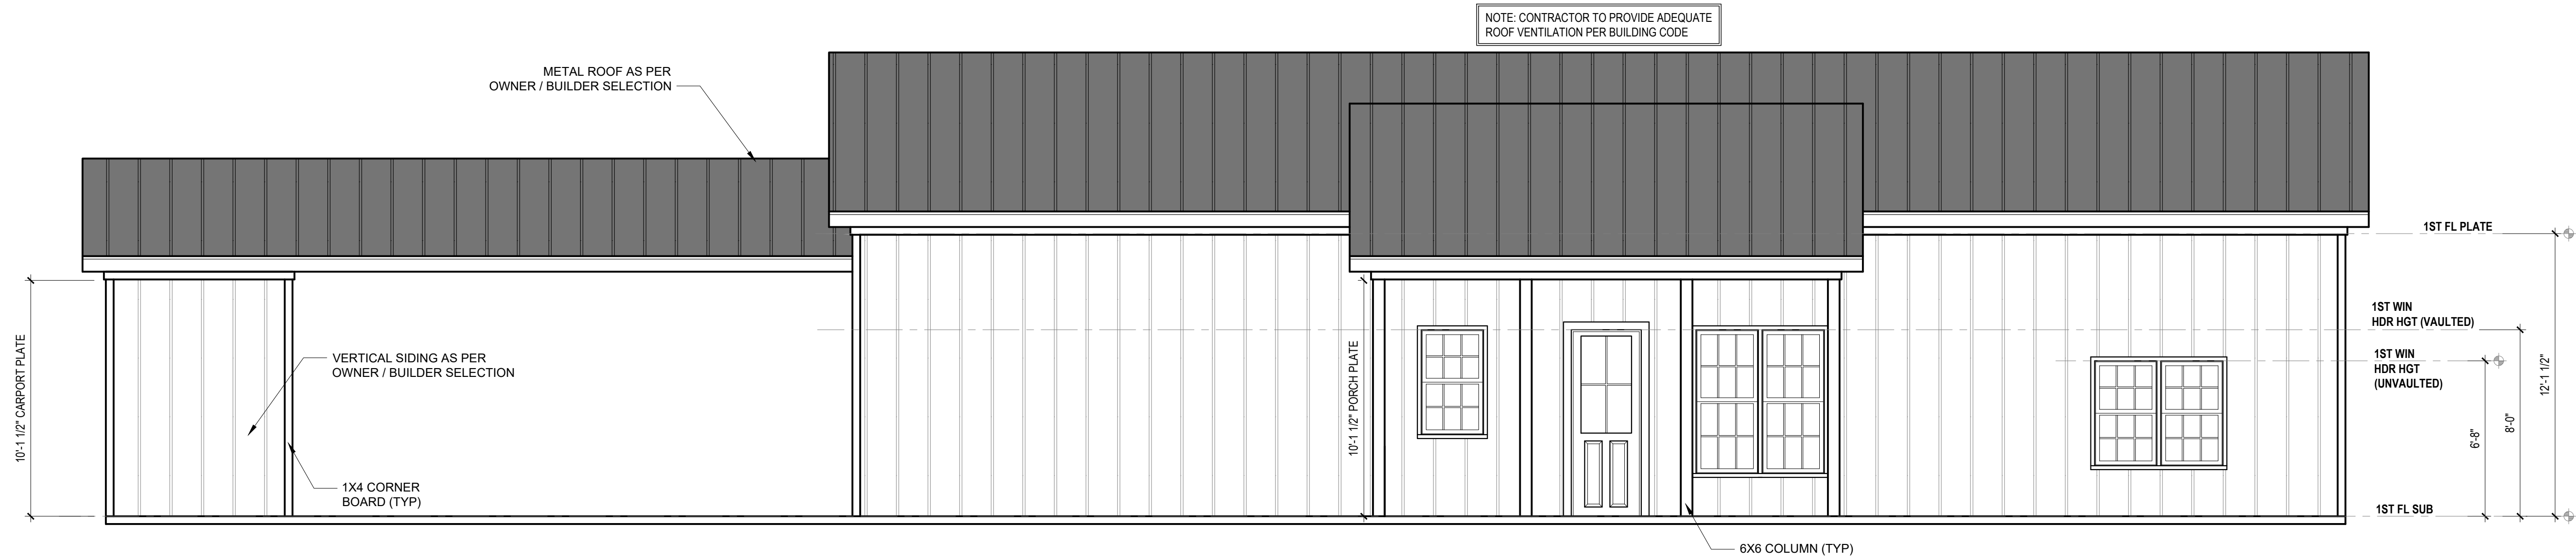 NOTE: CONTRACTOR TO PROVIDE ADEQUATE
ROOF VENTILATION PER BUILDING CODE
METAL ROOF AS PER
OWNER / BUILDER SELECTION
1ST FL PLATE
10'-1 1/2" CARPORT PLATE
VERTICAL SIDING AS PER
OWNER / BUILDER SELECTION
1X4 CORNER
BOARD (TYP)
10'-1 1/2" PORCH PLATE
1ST WIN
HDR HGT (VAULTED)
1ST WIN
HDR HGT
(UNVAULTED)
6'-8"
8'-0"
12'-1 1/2"
1ST FL SUB
6X6 COLUMN (TYP)